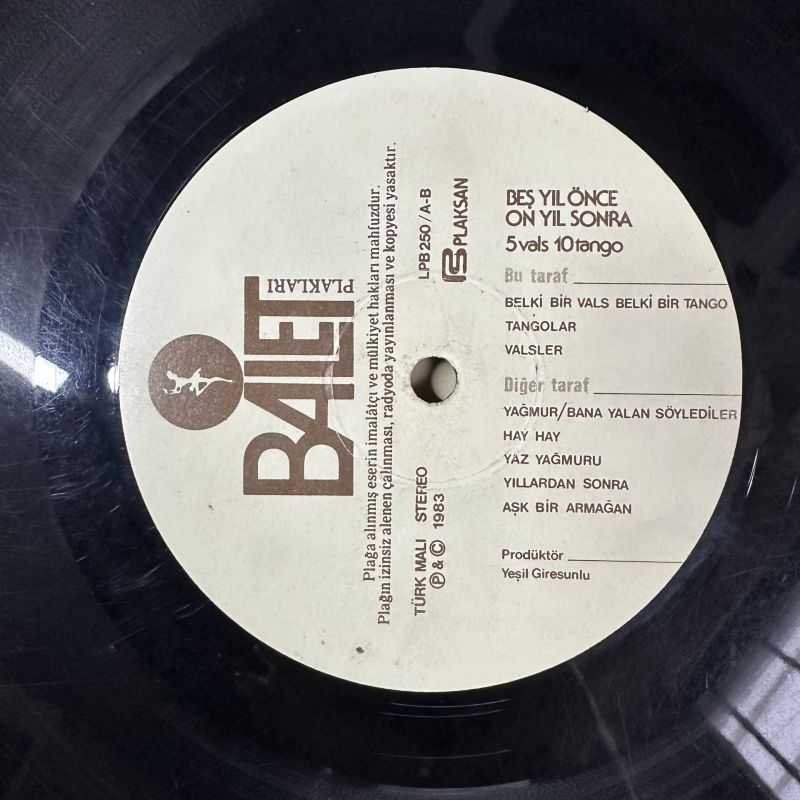 BALET
PLAKLARI
Plağa alınmış eserin imalâtçı ve mülkiyet hakları mahfuzdur.
Plağın izinsiz alenen çalınması, radyoda yayınlanması ve kopyesi yasaktır.
TÜRK MALI STEREO
LPB 250/A-B
Ⓟ & © 1983
PLAKSAN
BEŞ YIL ÖNCE
ON YIL SONRA
5 vals 10 tango
Bu taraf
BELKİ BİR VALS BELKİ BİR TANGO
TANGOLAR
VALSLER
Diğer taraf
YAĞMUR/BANA YALAN SÖYLEDİLER
HAY HAY
YAZ YAĞMURU
YILLARDAN SONRA
AŞK BİR ARMAĞAN
Prodüktör
Yeşil Giresunlu